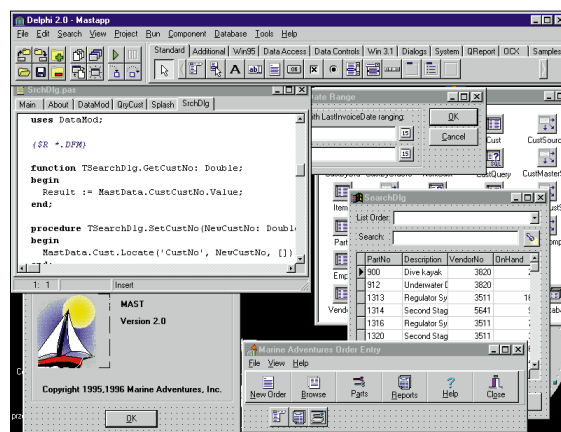 Delphi 2.0 - Mastapp
File Edit Search View Project Run Component Database Tools Help
Standard Additional Win95 Data Access Data Controls Win 3.1 Dialogs System QReport OCX Samples
SrchDlg.pas
Main About DataMod QryCust Splash SrchDlg
uses DataMod;
{$R *.DFM}
function TSearchDlg.GetCustNo: Double;
begin
Result := MastData.CustCustNo.Value;
end;
procedure TSearchDlg.SetCustNo(NewCustNo: Doubl
begin
MastData.Cust.Locate('CustNo', NewCustNo, [])
1: 1 Insert
Date Range
th LastInvoiceDate ranging:
OK
Cancel
15
15
Cust
CustSourc
CustQuery
CustMasterS
Item
Part
Emp
Vend
SearchDlg
List Order:
Search:
PartNo Description VendorNo OnHand
900 Dive kayak 3820
912 Underwater D 3820
1313 Regulator Sy 3511
1314 Second Stag 5641
1316 Regulator Sy 3511
1320 Second Stag 3511
MAST
Version 2.0
Copyright 1995,1996 Marine Adventures, Inc.
OK
Marine Adventures Order Entry
File View Help
New Order Browse Parts Reports Help Close